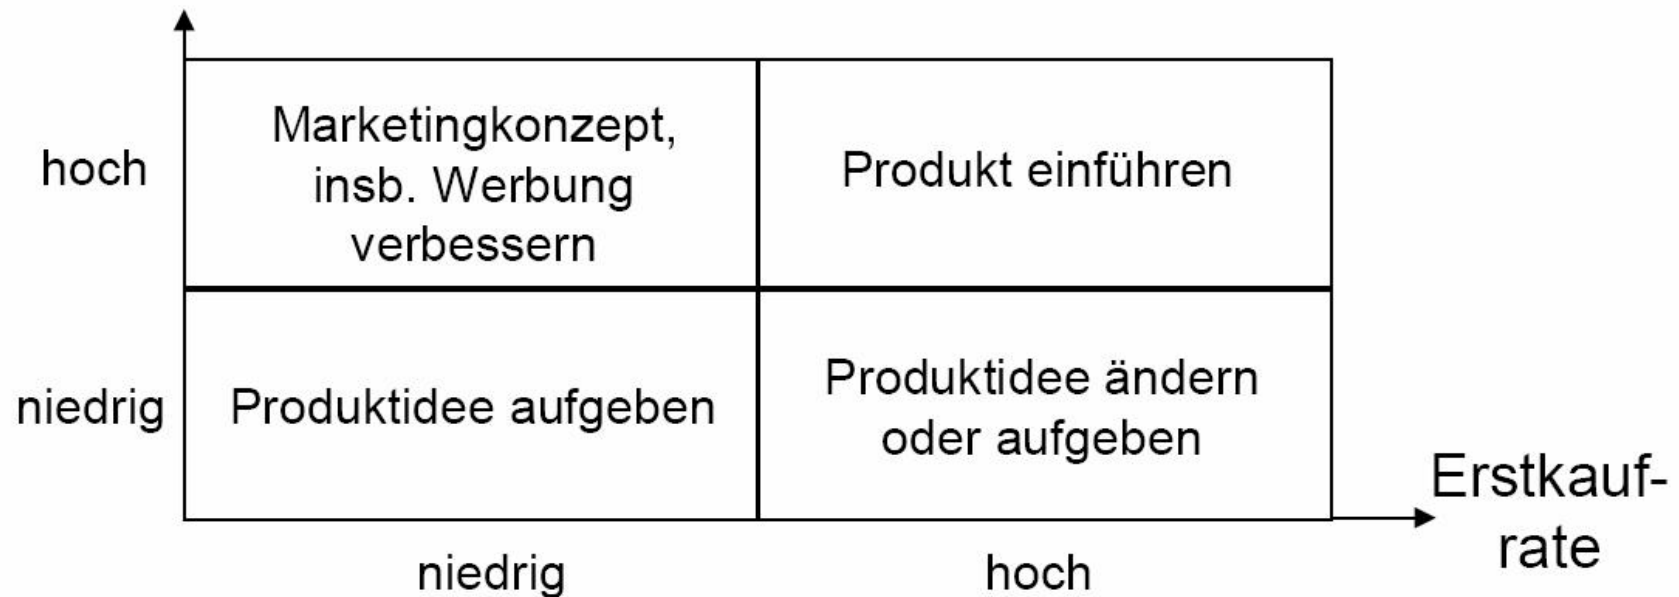 hoch
Marketingkonzept,
insb. Werbung
verbessern
Produkt einführen
niedrig
Produktidee aufgeben
Produktidee ändern
oder aufgeben
Erstkauf-
rate
niedrig
hoch